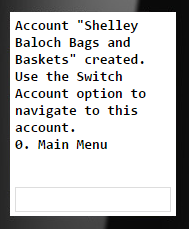 Account "Shelley
Baloch Bags and
Baskets" created.
Use the Switch
Account option to
navigate to this
account.
0. Main Menu